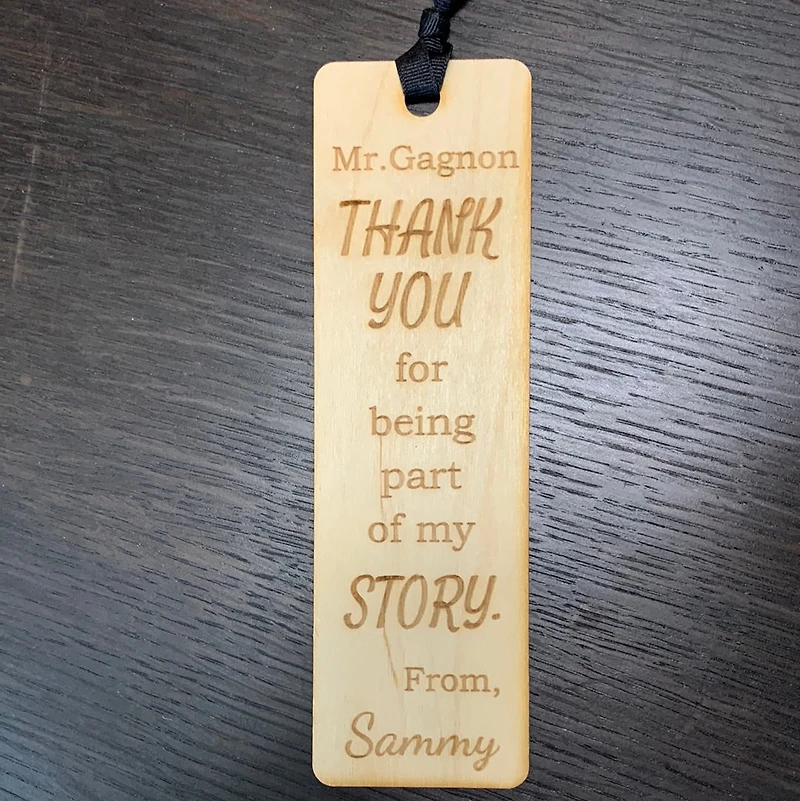 Mr.Gagnon
THANK
YOU
for
being
part
of my
STORY.
From,
Sammy